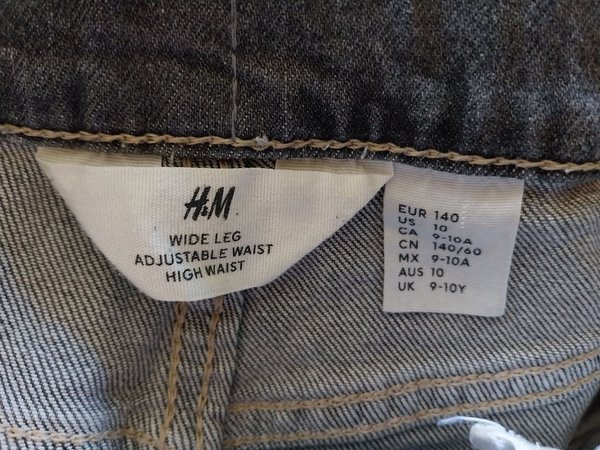 H&M
WIDE LEG
ADJUSTABLE WAIST
HIGH WAIST
EUR 140
US 10
CA 9-10A
CN 140/60
MX 9-10A
AUS 10
UK 9-10Y